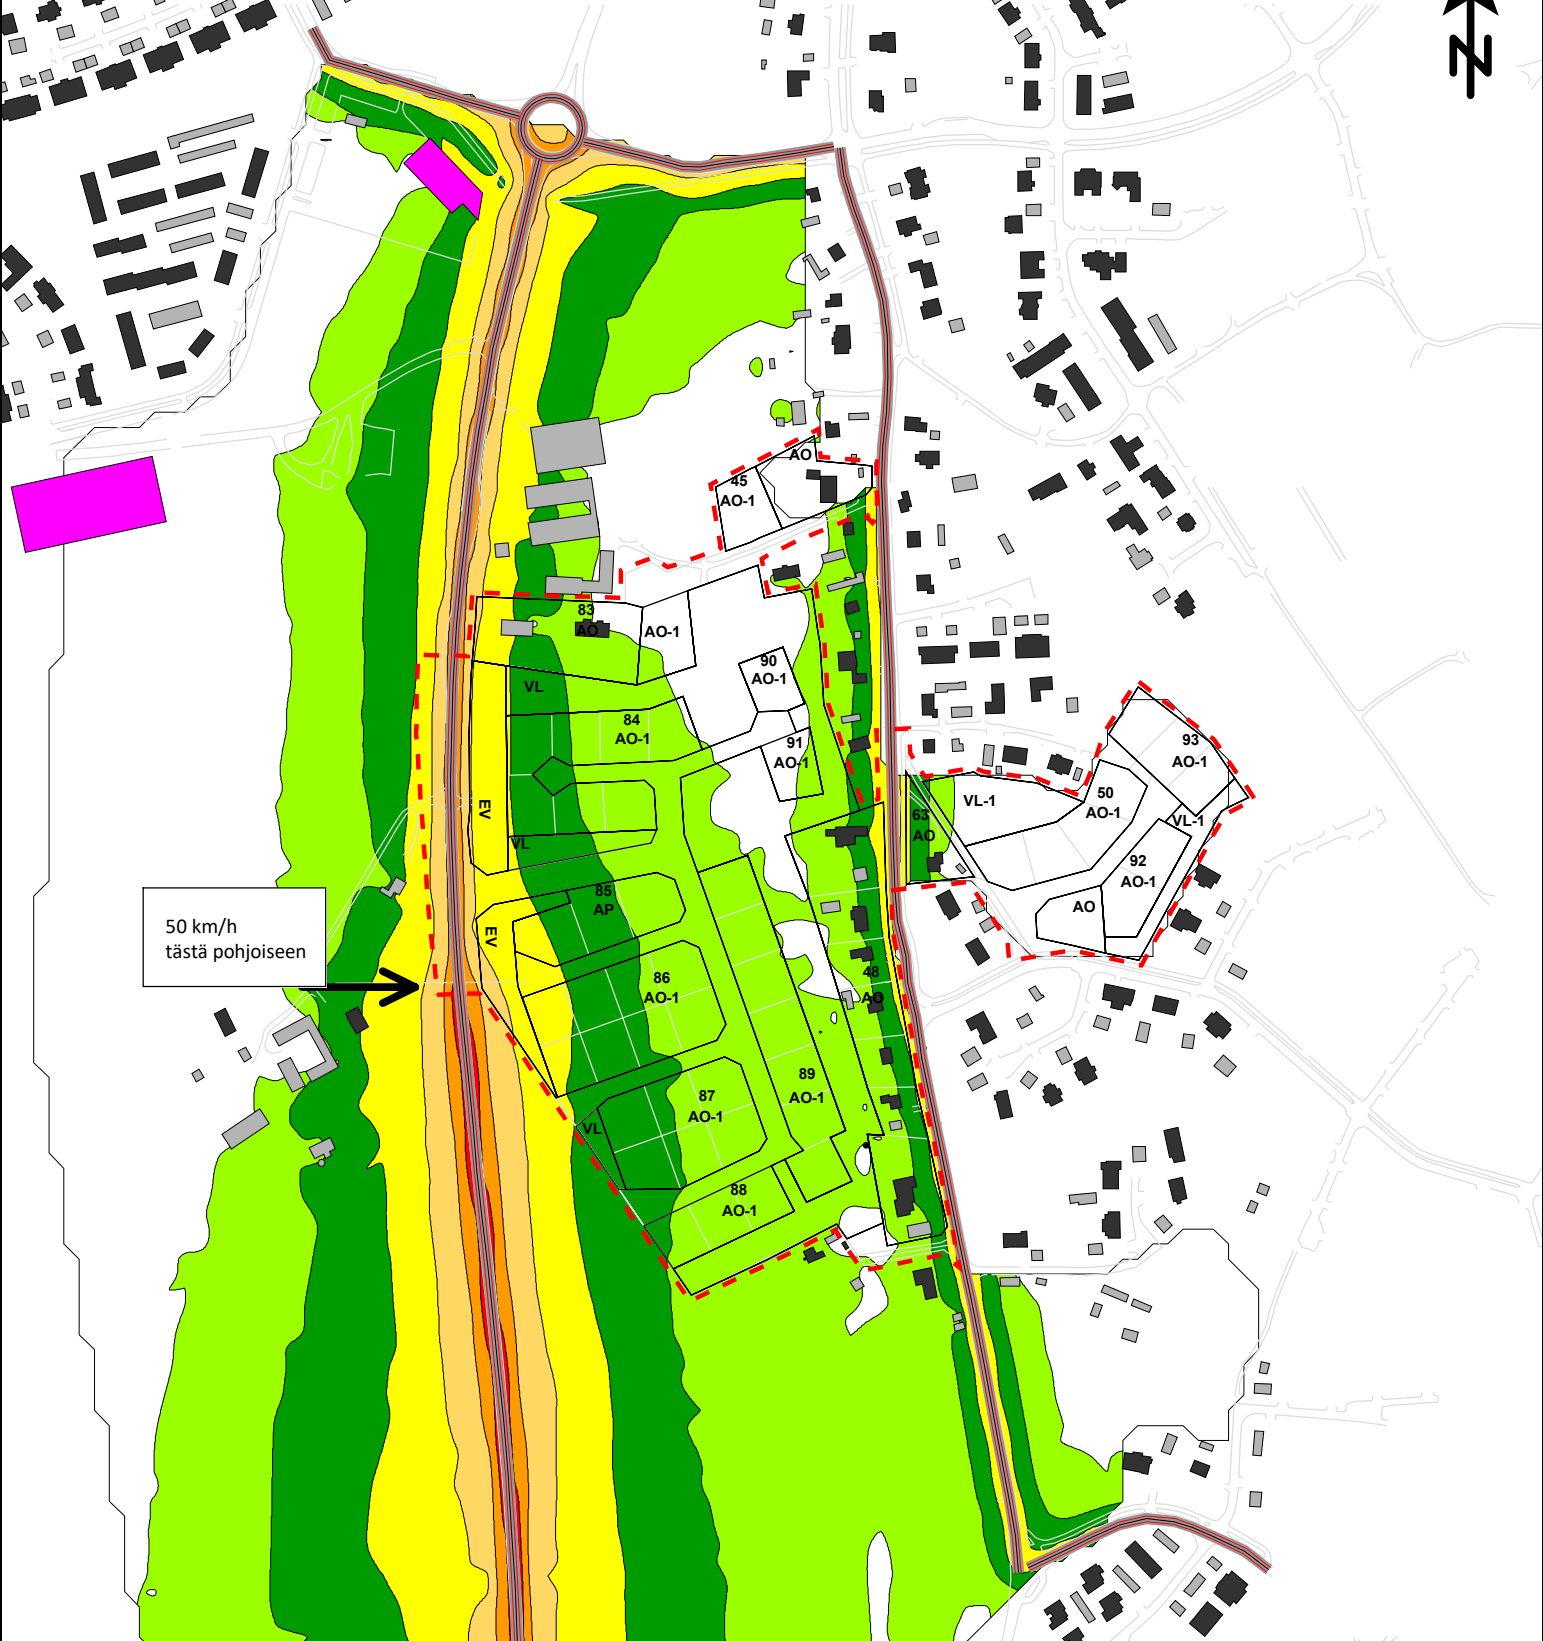 N
AO
45
AO-1
83
AO
AO-1
90
AO-1
VL
84
AO-1
91
AO-1
93
AO-1
50
AO-1
VL-1
VL-1
EV
63
AO
VL
92
AO-1
85
AP
AO
EV
50 km/h
tästä pohjoiseen
86
AO-1
48
AO
89
AO-1
87
AO-1
VL
88
AO-1